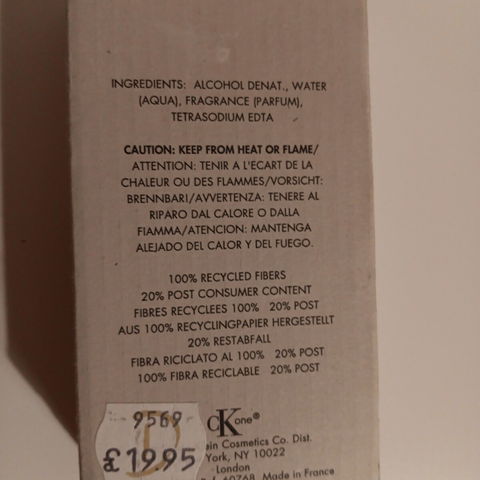 INGREDIENTS: ALCOHOL DENAT., WATER
(AQUA), FRAGRANCE (PARFUM),
TETRASODIUM EDTA
CAUTION: KEEP FROM HEAT OR FLAME/
ATTENTION: TENIR A L'ECART DE LA
CHALEUR OU DES FLAMMES/VORSICHT:
BRENNBARI/AVVERTENZA: TENERE AL
RIPARO DAL CALORE O DALLA
FIAMMA/ATENCION: MANTENGA
ALEJADO DEL CALOR Y DEL FUEGO.
100% RECYCLED FIBERS
20% POST CONSUMER CONTENT
FIBRES RECYCLEES 100% 20% POST
AUS 100% RECYCLINGPAPIER HERGESTELLT
20% RESTABFALL
FIBRA RICICLATO AL 100% 20% POST
100% FIBRA RECICLABLE 20% POST
9569
£19.95
cK one®
Cosmetics Co. Dist.
York, NY 10022
London
60768 Made in France